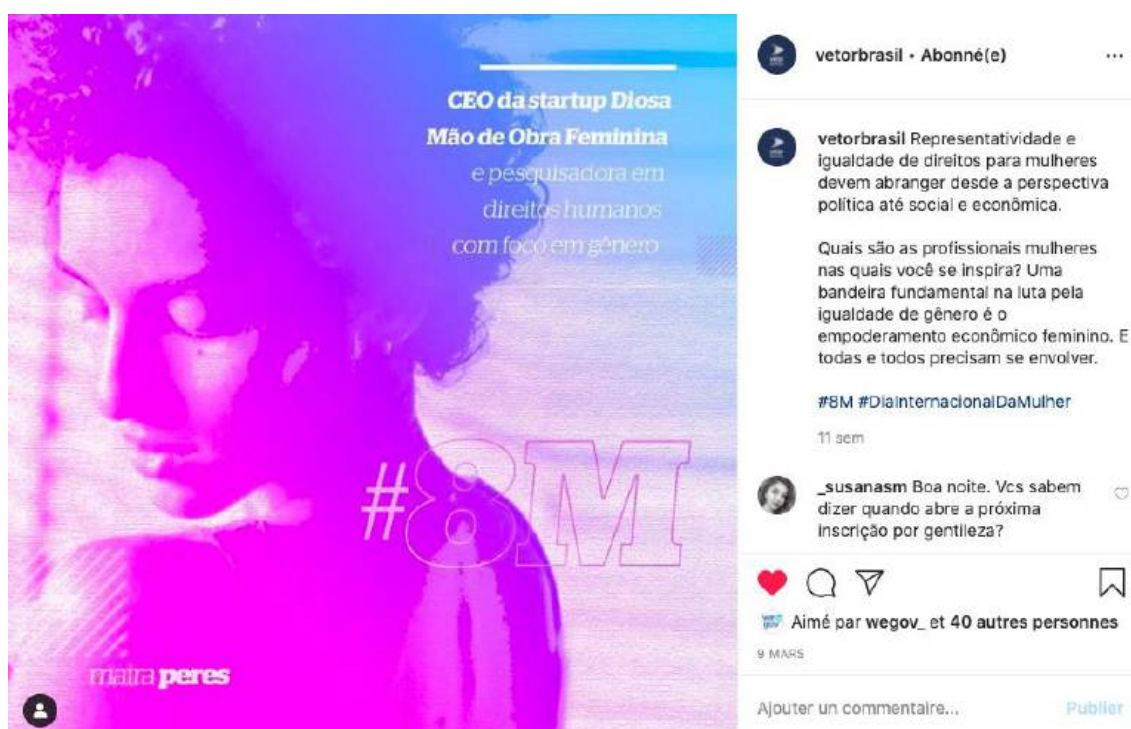 CEO da startup Diosa
Mão de Obra Feminina
e pesquisadora em
direitos humanos
com foco em gênero
#8M
maira peres
vetorbrasil • Abonné(e)
vetorbrasil Representatividade e
igualdade de direitos para mulheres
devem abranger desde a perspectiva
política até social e econômica.
Quais são as profissionais mulheres
nas quais você se inspira? Uma
bandeira fundamental na luta pela
igualdade de gênero é o
empoderamento econômico feminino. E
todas e todos precisam se envolver.
#8M #DiaInternacionalDaMulher
11 sem
_susanasm Boa noite. Vcs sabem
dizer quando abre a próxima
inscrição por gentileza?
Aimé par wegov_ et 40 autres personnes
9 MARS
Ajouter un commentaire... Publier